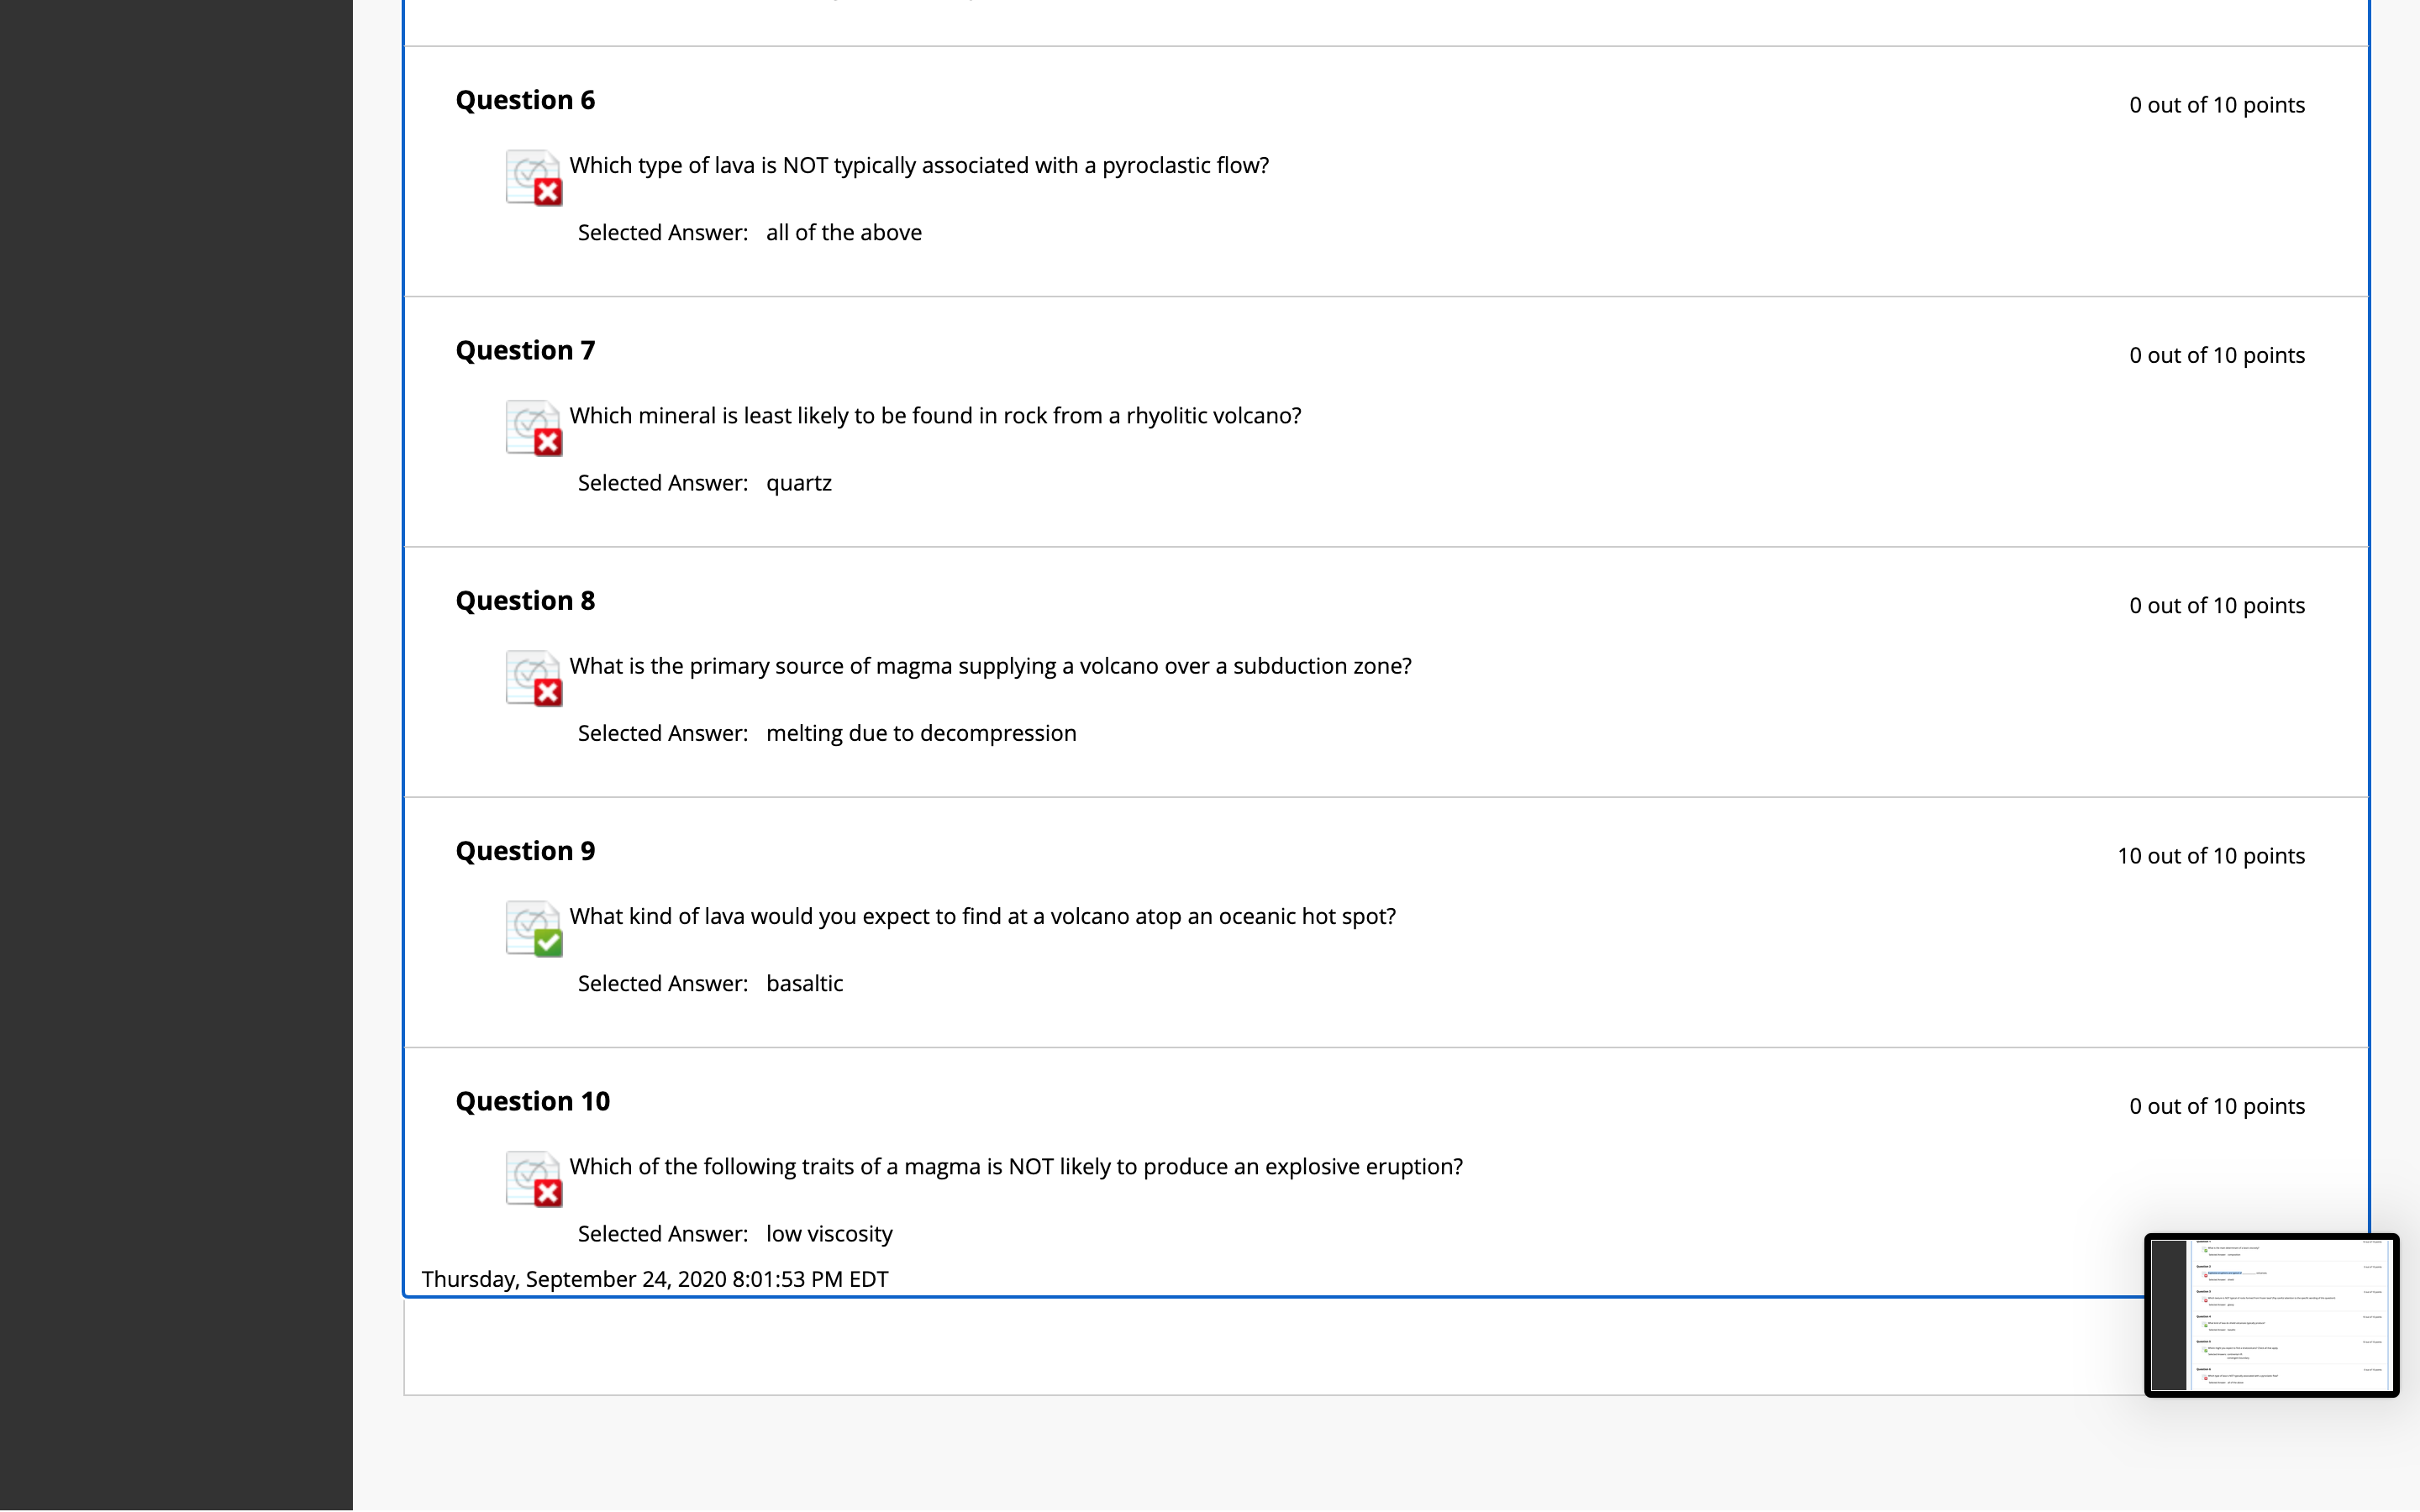 Question 6
0 out of 10 points
Which type of lava is NOT typically associated with a pyroclastic flow?
Selected Answer: all of the above
Question 7
0 out of 10 points
Which mineral is least likely to be found in rock from a rhyolitic volcano?
Selected Answer: quartz
Question 8
0 out of 10 points
What is the primary source of magma supplying a volcano over a subduction zone?
Selected Answer: melting due to decompression
Question 9
10 out of 10 points
What kind of lava would you expect to find at a volcano atop an oceanic hot spot?
Selected Answer: basaltic
Question 10
0 out of 10 points
Which of the following traits of a magma is NOT likely to produce an explosive eruption?
Selected Answer: low viscosity
Thursday, September 24, 2020 8:01:53 PM EDT